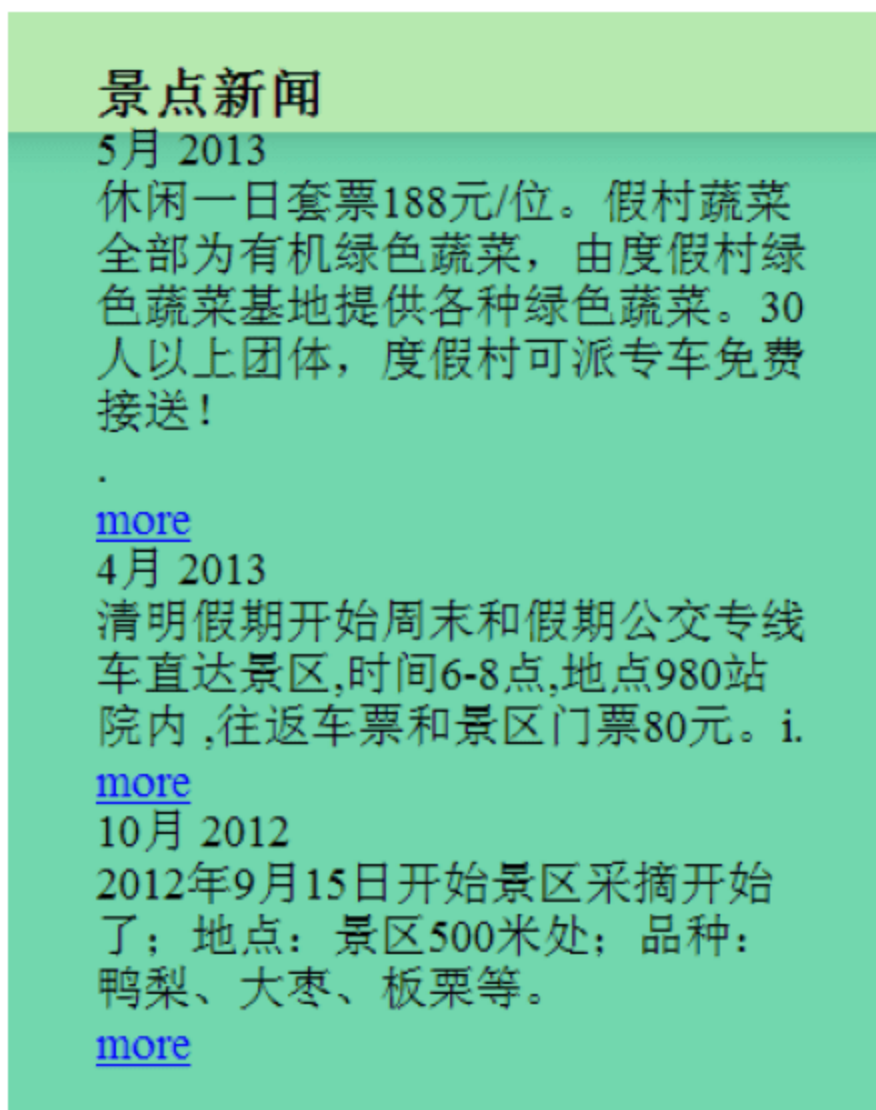 景点新闻
5月 2013
休闲一日套票188元/位。假村蔬菜
全部为有机绿色蔬菜，由度假村绿
色蔬菜基地提供各种绿色蔬菜。30
人以上团体，度假村可派专车免费
接送！
.
more
4月 2013
清明假期开始周末和假期公交专线
车直达景区,时间6-8点,地点980站
院内 ,往返车票和景区门票80元。i.
more
10月 2012
2012年9月15日开始景区采摘开始
了；地点：景区500米处；品种：
鸭梨、大枣、板栗等。
more